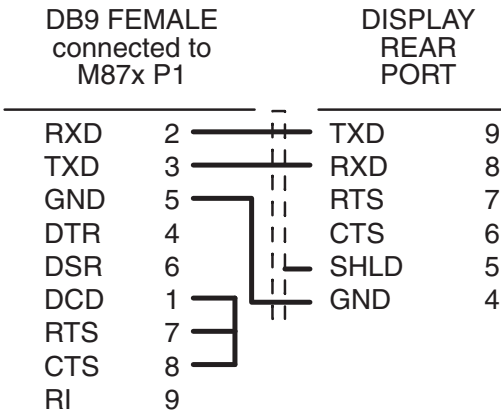 DB9 FEMALE connected to M87x P1
DISPLAY REAR PORT
RXD 2 TXD 9
TXD 3 RXD 8
GND 5 RTS 7
DTR 4 CTS 6
DSR 6 SHLD 5
DCD 1 GND 4
RTS 7
CTS 8
RI 9